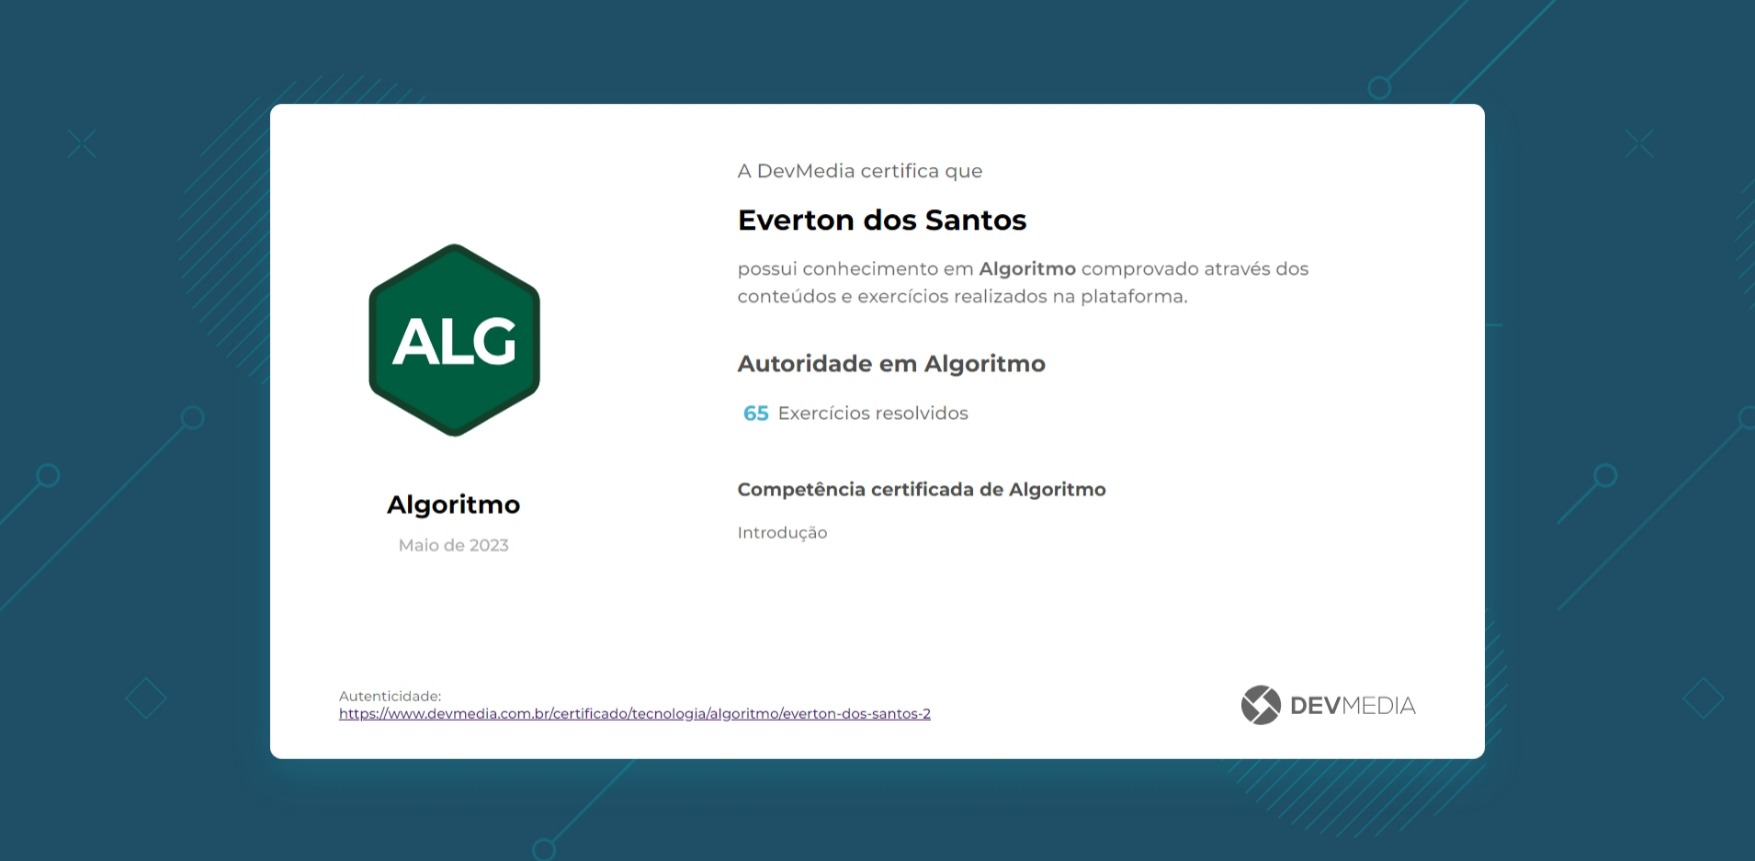 ALG
Algoritmo
Maio de 2023
A DevMedia certifica que
Everton dos Santos
possui conhecimento em Algoritmo comprovado através dos
conteúdos e exercícios realizados na plataforma.
Autoridade em Algoritmo
65 Exercícios resolvidos
Competência certificada de Algoritmo
Introdução
Autenticidade:
https://www.devmedia.com.br/certificado/tecnologia/algoritmo/everton-dos-santos-2
DEVMEDIA